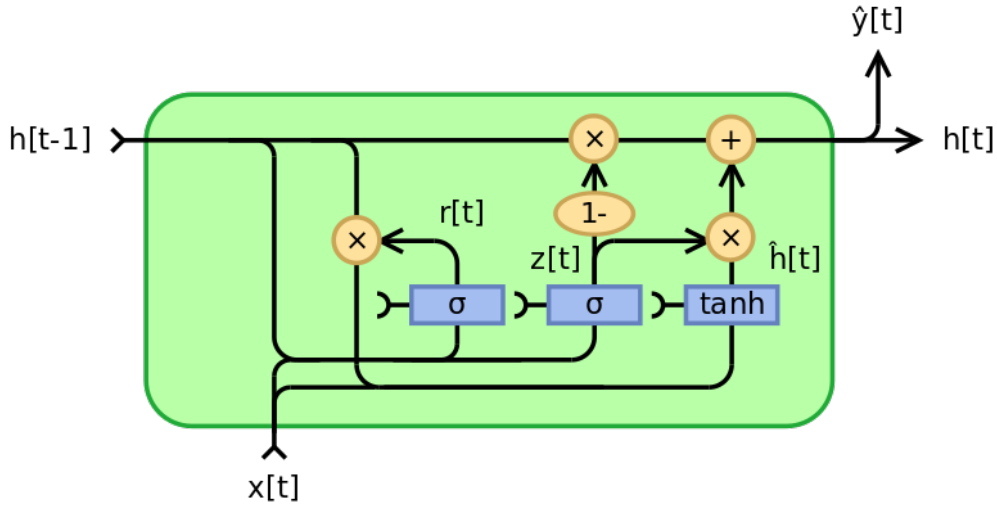 ŷ[t]
h[t-1]
×
+
h[t]
r[t]
1-
×
×
z[t]
ĥ[t]
σ
σ
tanh
x[t]